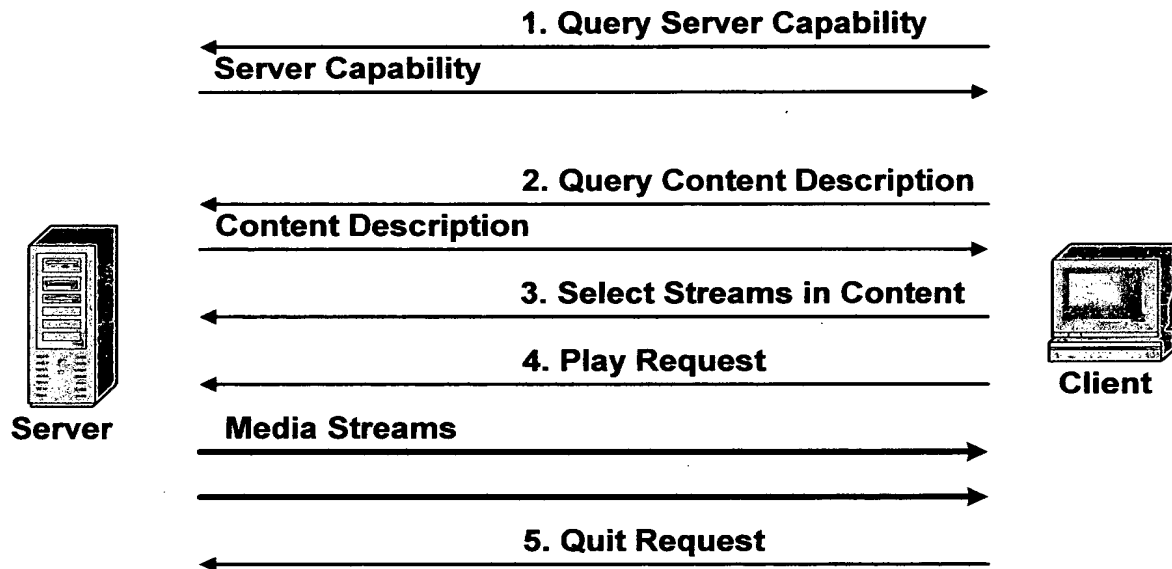 1. Query Server Capability
Server Capability
2. Query Content Description
Content Description
3. Select Streams in Content
4. Play Request
Client
Server
Media Streams
5. Quit Request